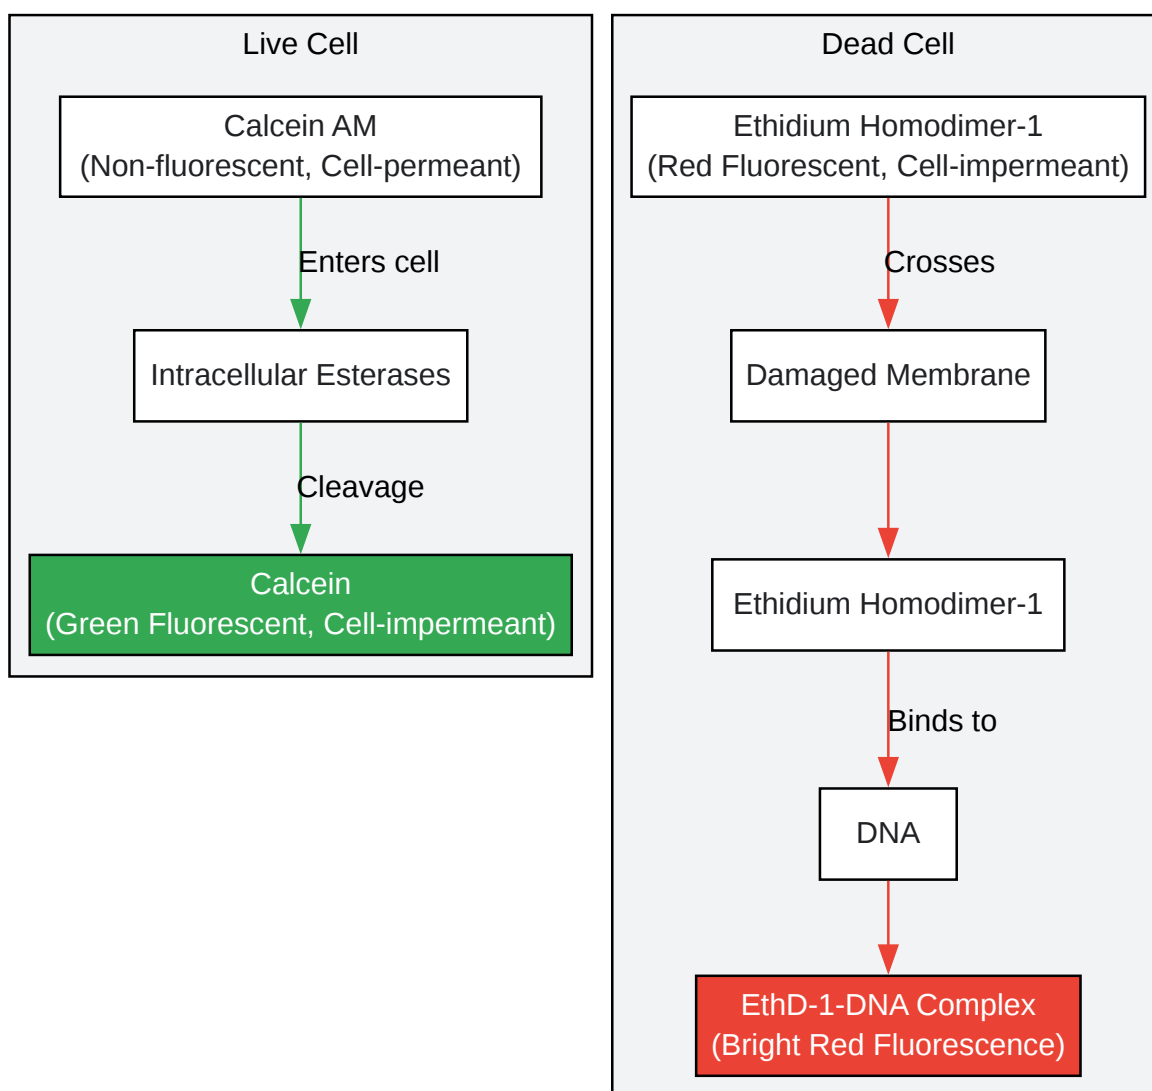 Live Cell
Calcein AM
(Non-fluorescent, Cell-permeant)
Enters cell
Intracellular Esterases
Cleavage
Calcein
(Green Fluorescent, Cell-impermeant)
Dead Cell
Ethidium Homodimer-1
(Red Fluorescent, Cell-impermeant)
Crosses
Damaged Membrane
Ethidium Homodimer-1
Binds to
DNA
EthD-1-DNA Complex
(Bright Red Fluorescence)